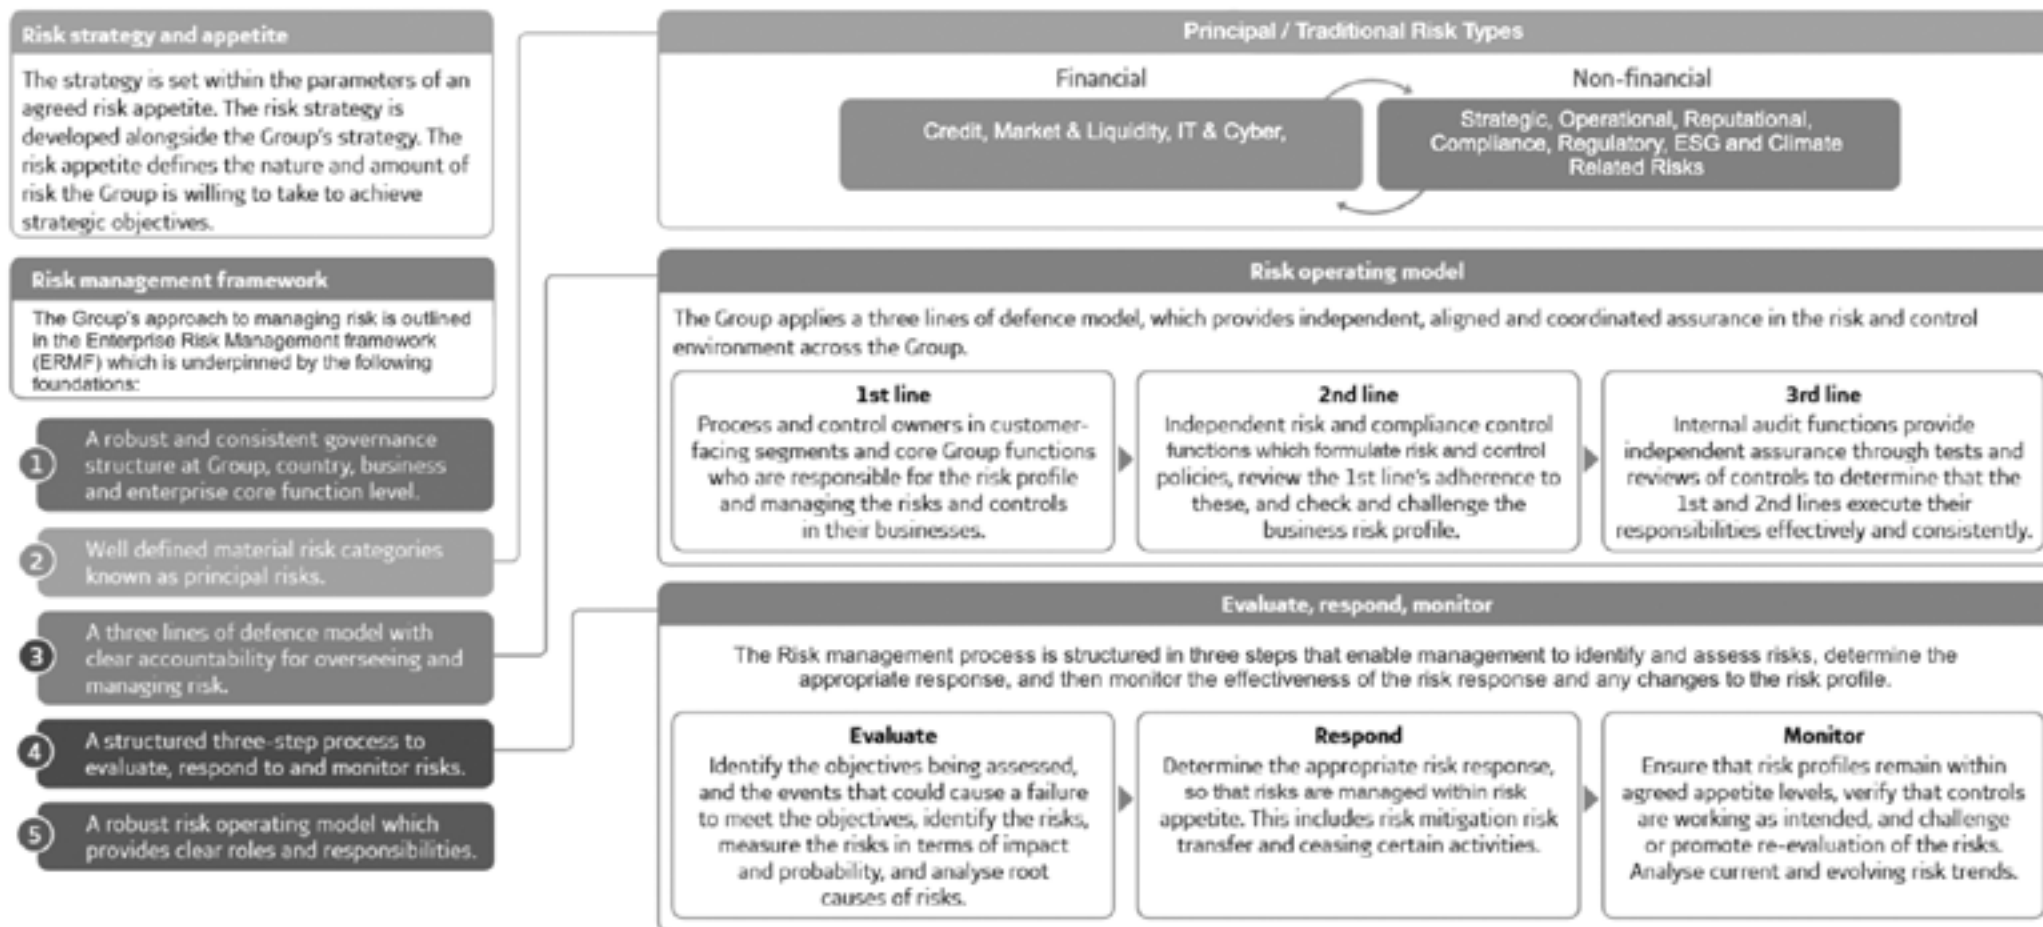 Risk strategy and appetite
The strategy is set within the parameters of an
agreed risk appetite. The risk strategy is
developed alongside the Group's strategy. The
risk appetite defines the nature and amount of
risk the Group is willing to take to achieve
strategic objectives.
Risk management framework
The Group's approach to managing risk is outlined
in the Enterprise Risk Management framework
(ERMF) which is underpinned by the following
foundations:
1
A robust and consistent governance
structure at Group, country, business
and enterprise core function level.
2
Well defined material risk categories
known as principal risks.
3
A three lines of defence model with
clear accountability for overseeing and
managing risk.
4
A structured three-step process to
evaluate, respond to and monitor risks.
5
A robust risk operating model which
provides clear roles and responsibilities.
Principal / Traditional Risk Types
Financial
Credit, Market & Liquidity, IT & Cyber,
Non-financial
Strategic, Operational, Reputational,
Compliance, Regulatory, ESG and Climate
Related Risks
Risk operating model
The Group applies a three lines of defence model, which provides independent, aligned and coordinated assurance in the risk and control
environment across the Group.
1st line
Process and control owners in customer-
facing segments and core Group functions
who are responsible for the risk profile
and managing the risks and controls
in their businesses.
2nd line
Independent risk and compliance control
functions which formulate risk and control
policies, review the 1st line's adherence to
these, and check and challenge the
business risk profile.
3rd line
Internal audit functions provide
independent assurance through tests and
reviews of controls to determine that the
1st and 2nd lines execute their
responsibilities effectively and consistently.
Evaluate, respond, monitor
The Risk management process is structured in three steps that enable management to identify and assess risks, determine the
appropriate response, and then monitor the effectiveness of the risk response and any changes to the risk profile.
Evaluate
Identify the objectives being assessed,
and the events that could cause a failure
to meet the objectives, identify the risks,
measure the risks in terms of impact
and probability, and analyse root
causes of risks.
Respond
Determine the appropriate risk response,
so that risks are managed within risk
appetite. This includes risk mitigation risk
transfer and ceasing certain activities.
Monitor
Ensure that risk profiles remain within
agreed appetite levels, verify that controls
are working as intended, and challenge
or promote re-evaluation of the risks.
Analyse current and evolving risk trends.